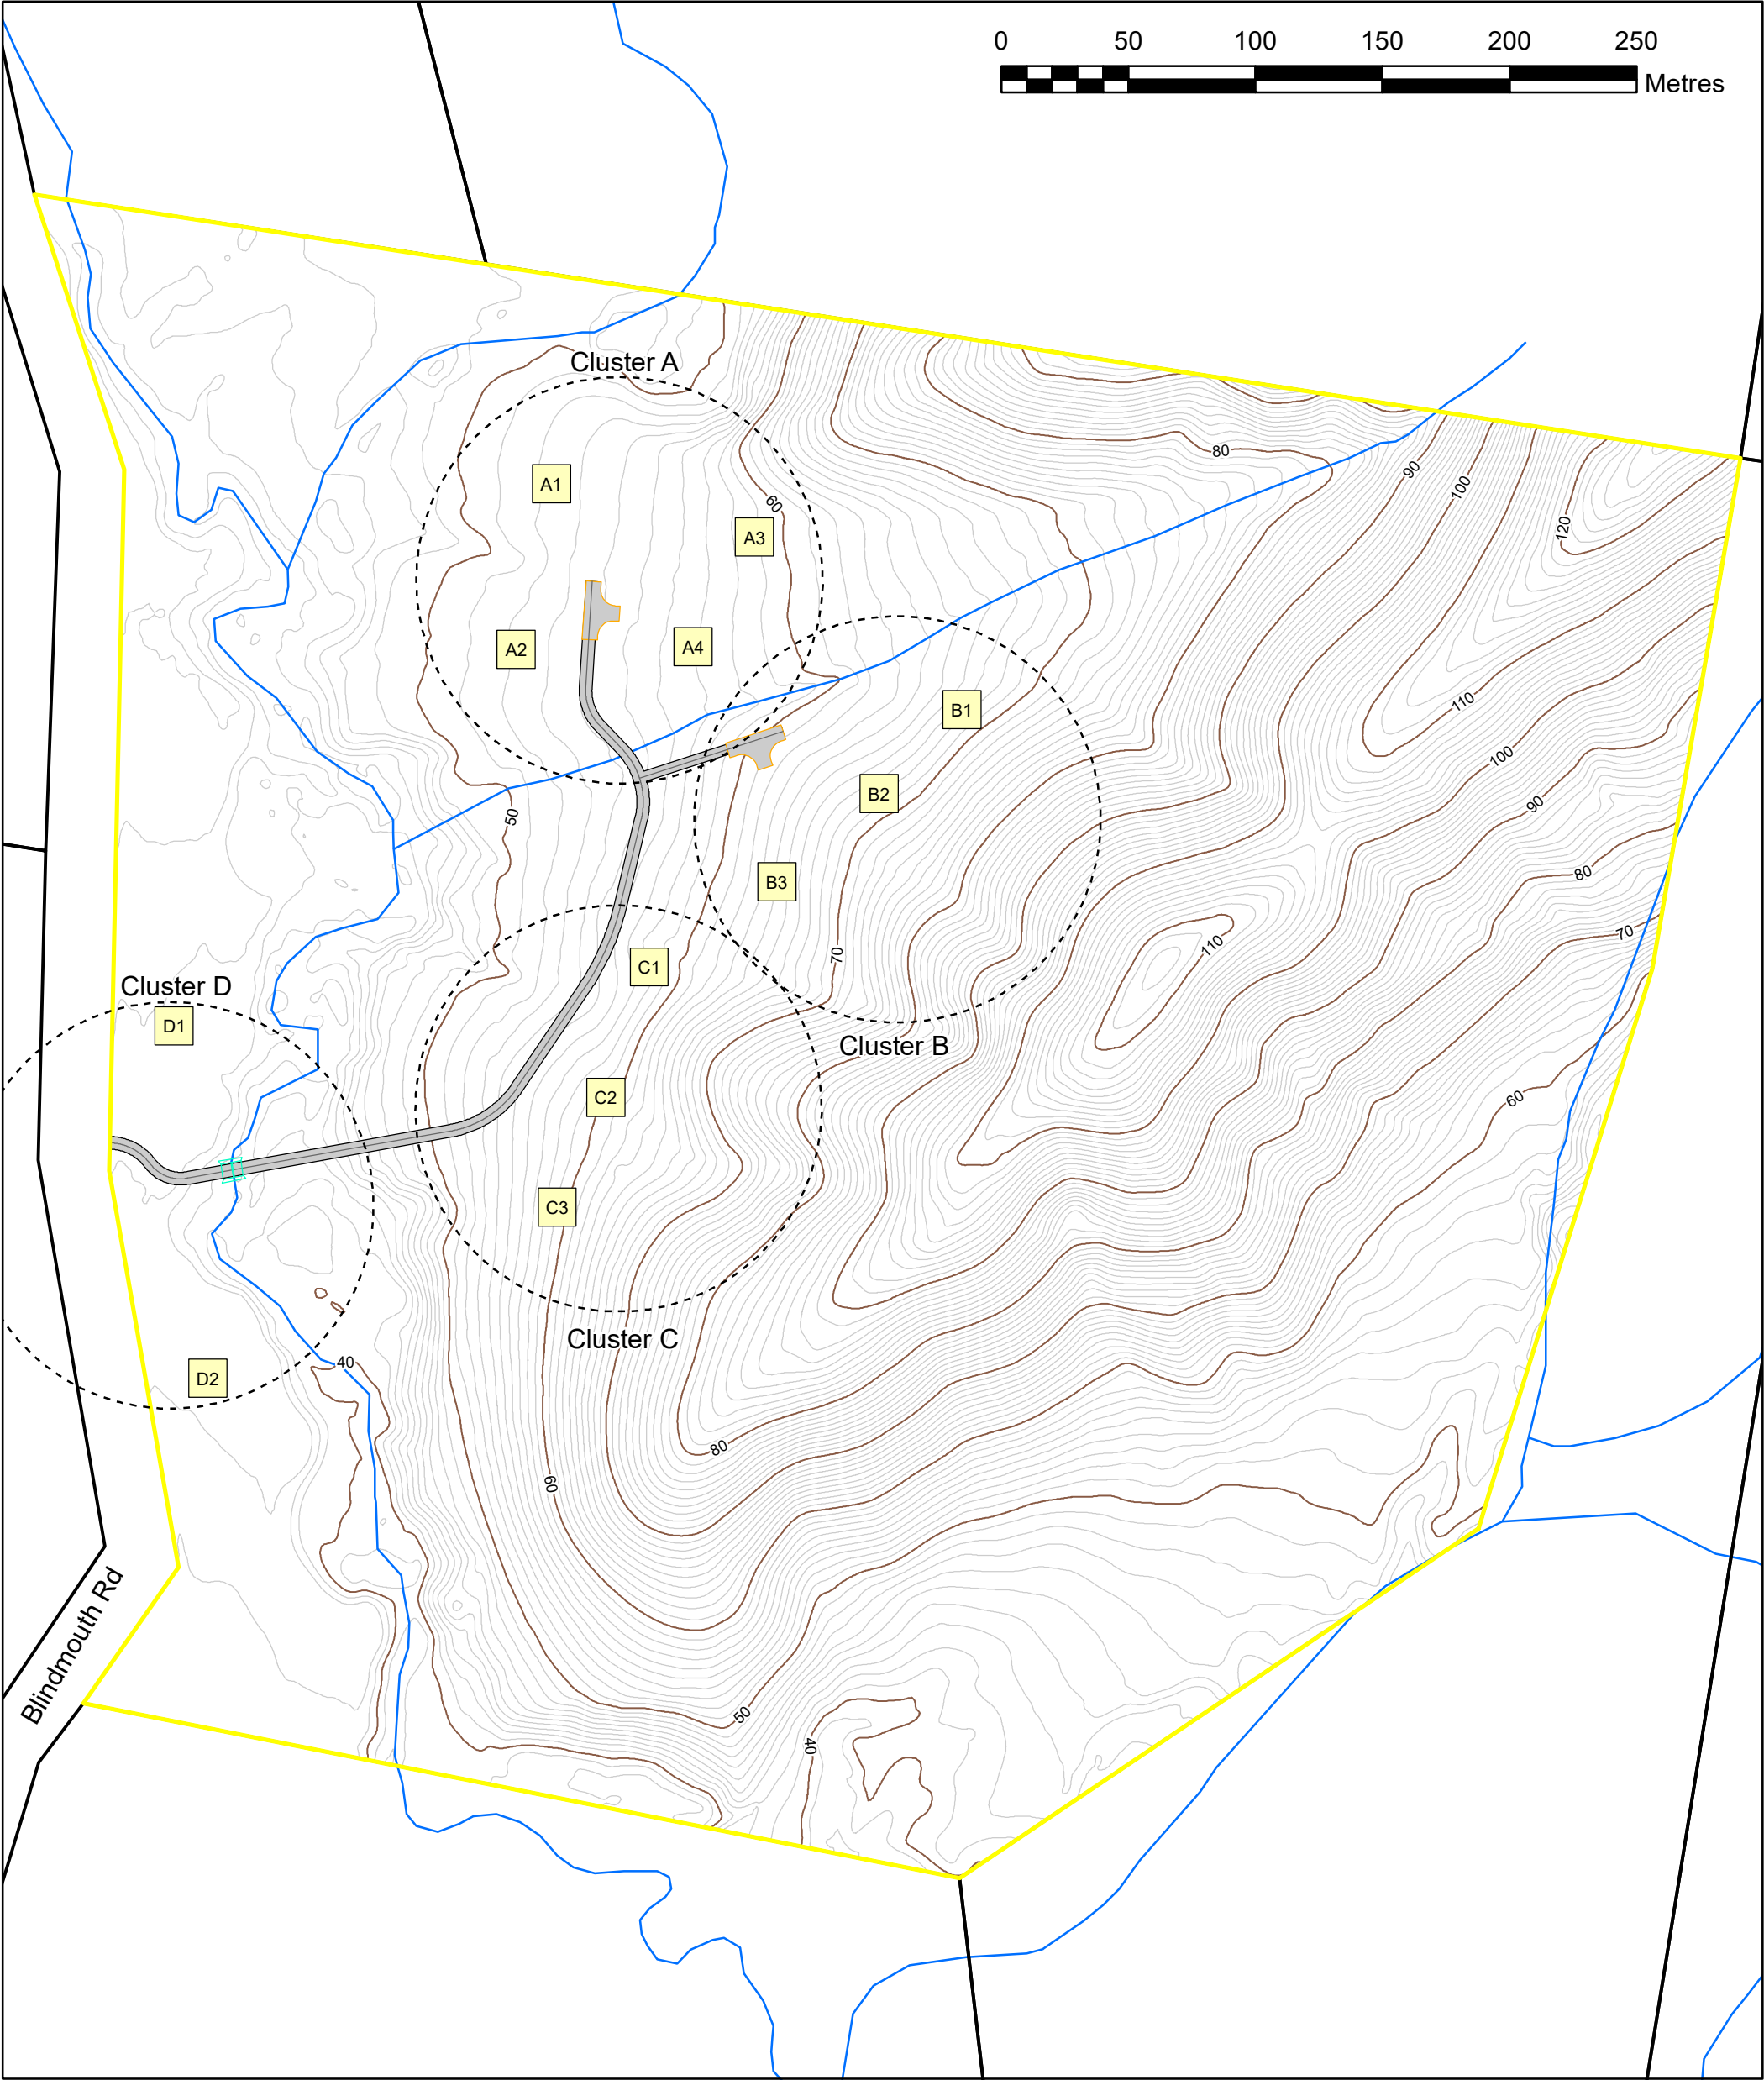 0 50 100 150 200 250
Metres
Cluster A
80
90
100
A1
60
120
A3
A2
A4
110
B1
100
50
B2
90
80
B3
70
110
70
C1
Cluster D
D1
Cluster B
C2
60
C3
Cluster C
40
D2
80
60
Blindmouth Rd
50
40